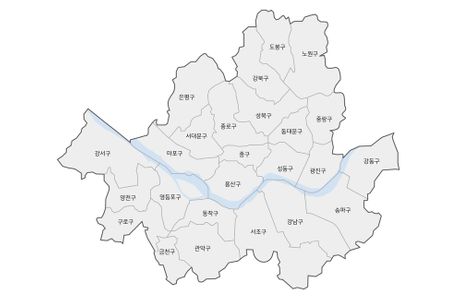 도봉구
노원구
강북구
은평구
성북구
종로구
중랑구
동대문구
서대문구
마포구
중구
강서구
강동구
성동구
광진구
용산구
양천구
영등포구
송파구
동작구
구로구
강남구
서초구
관악구
금천구